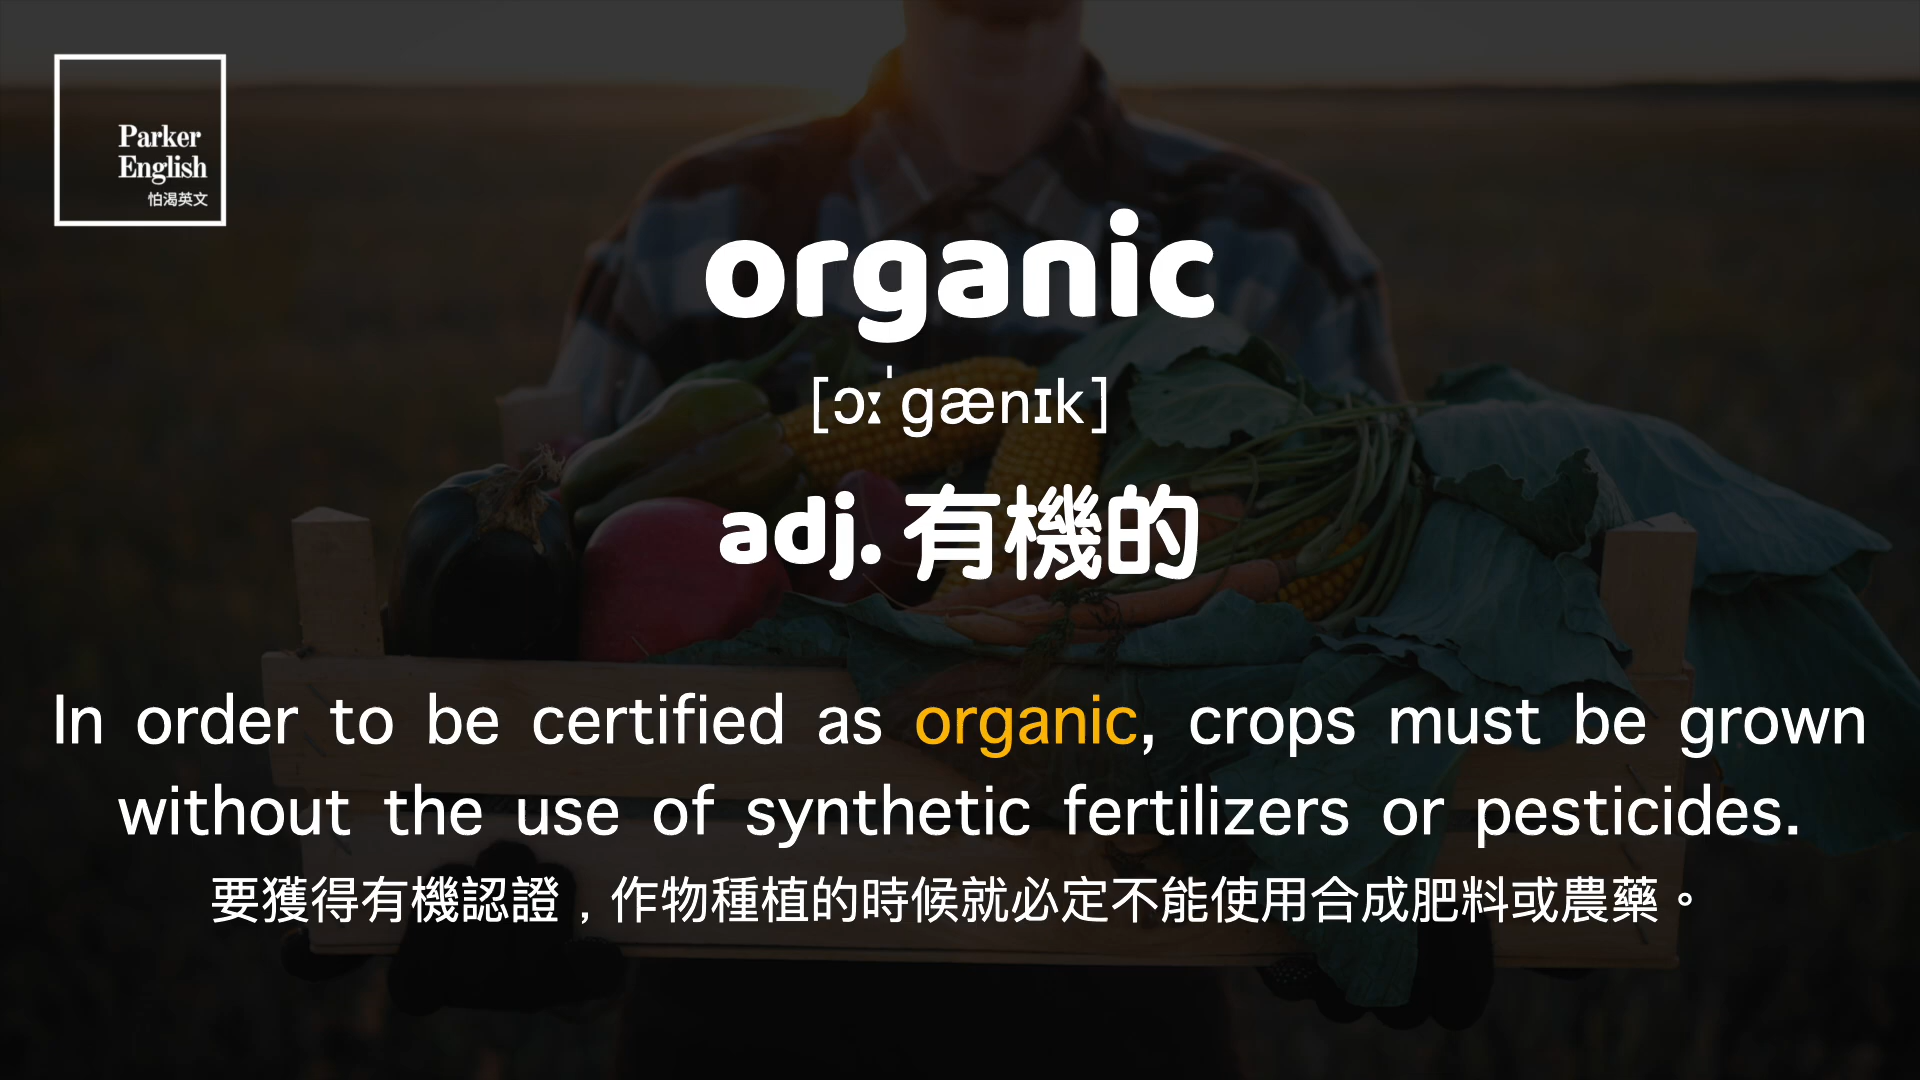 Parker
English
怕渴英文
organic
[ɔːˈgænɪk]
adj. 有機的
In order to be certified as organic, crops must be grown
without the use of synthetic fertilizers or pesticides.
要獲得有機認證，作物種植的時候就必定不能使用合成肥料或農藥。